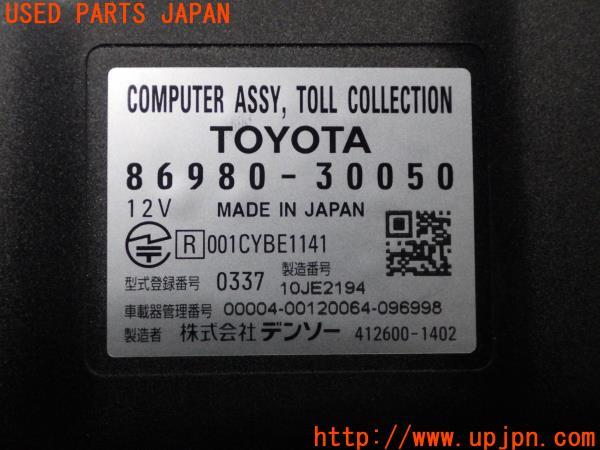 USED PARTS JAPAN
COMPUTER ASSY, TOLL COLLECTION
TOYOTA
86980-30050
12V MADE IN JAPAN
R 001CYBE1141
型式登録番号 0337 製造番号 10JE2194
車載器管理番号 00004-00120064-096998
製造者 株式会社デンソー 412600-1402
http://www.upjpn.com